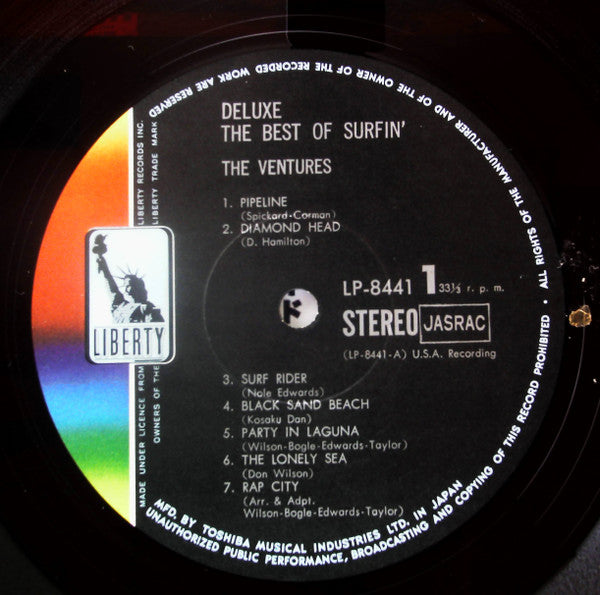 DELUXE
THE BEST OF SURFIN'
THE VENTURES
1. PIPELINE
(Spickard-Corman)
2. DIAMOND HEAD
(D. Hamilton)
LP-8441 1 33⅓ r. p. m.
STEREO JASRAC
(LP-8441-A) U.S.A. Recording
3. SURF RIDER
(Nole Edwards)
4. BLACK SAND BEACH
(Kosaku Dan)
5. PARTY IN LAGUNA
(Wilson-Bogle-Edwards-Taylor)
6. THE LONELY SEA
(Don Wilson)
7. RAP CITY
(Arr. & Adpt.
Wilson-Bogle-Edwards-Taylor)
LIBERTY
MADE UNDER LICENCE FROM LIBERTY RECORDS INC.
OWNERS OF THE LIBERTY TRADE MARK
MFD. BY TOSHIBA MUSICAL INDUSTRIES LTD. IN JAPAN
ALL RIGHTS OF THE MANUFACTURER AND OF THE OWNER OF THE RECORDED WORK ARE RESERVED
UNAUTHORIZED PUBLIC PERFORMANCE, BROADCASTING AND COPYING OF THIS RECORD PROHIBITED •